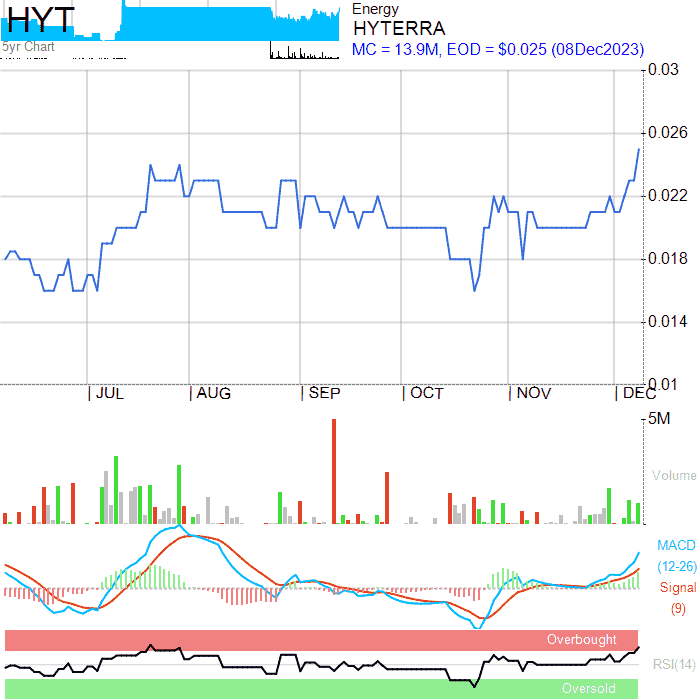 HYT
5yr Chart
Energy
HYTERRA
MC = 13.9M, EOD = $0.025 (08Dec2023)
0.03
0.026
0.022
0.018
0.014
0.01
JUL AUG SEP OCT NOV DEC
5M
Volume
MACD
(12-26)
Signal
(9)
Overbought
RSI(14)
Oversold